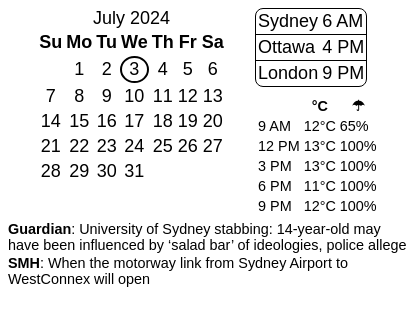 July 2024
Su Mo Tu We Th Fr Sa
1 2 3 4 5 6
7 8 9 10 11 12 13
14 15 16 17 18 19 20
21 22 23 24 25 26 27
28 29 30 31
Sydney 6 AM
Ottawa 4 PM
London 9 PM
°C ☂
9 AM 12°C 65%
12 PM 13°C 100%
3 PM 13°C 100%
6 PM 11°C 100%
9 PM 12°C 100%
Guardian: University of Sydney stabbing: 14-year-old may
have been influenced by ‘salad bar’ of ideologies, police allege
SMH: When the motorway link from Sydney Airport to
WestConnex will open